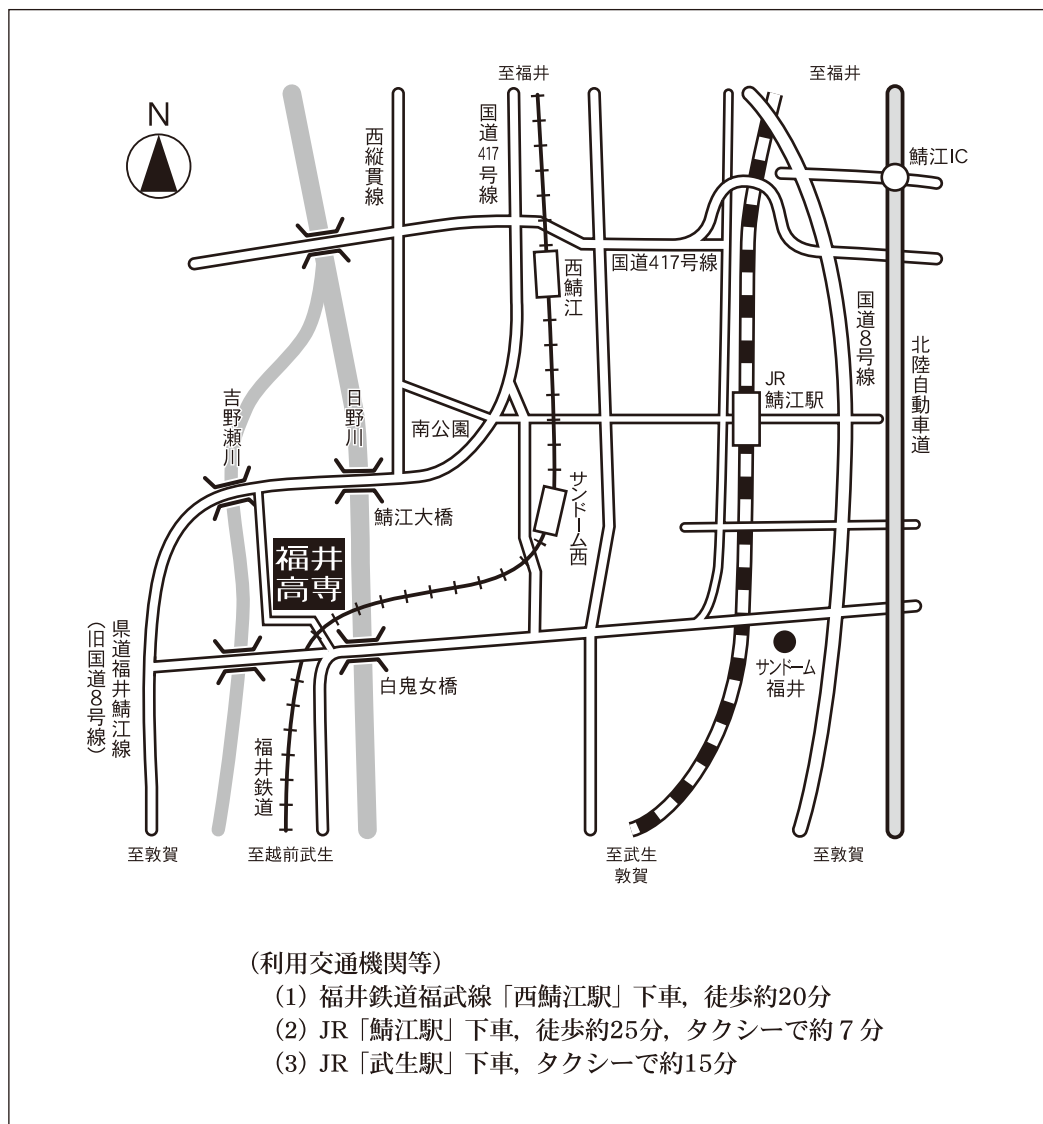 至福井
至福井
N
西縦貫線
国道417号線
鯖江IC
西鯖江
国道417号線
国道8号線
北陸自動車道
JR
鯖江駅
吉野瀬川
日野川
南公園
サンドーム西
鯖江大橋
福井
高専
県道福井鯖江線
(旧国道8号線)
サンドーム
福井
白鬼女橋
福井鉄道
至敦賀
至越前武生
至武生
敦賀
至敦賀
(利用交通機関等)
(1) 福井鉄道福武線「西鯖江駅」下車，徒歩約20分
(2) JR「鯖江駅」下車，徒歩約25分，タクシーで約７分
(3) JR「武生駅」下車，タクシーで約15分